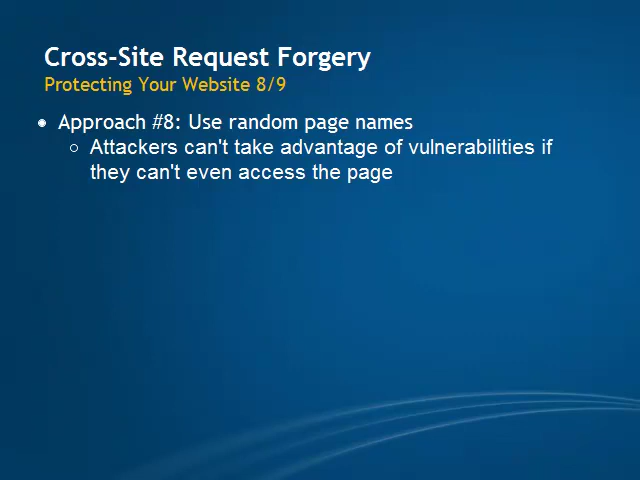 Cross-Site Request Forgery
Protecting Your Website 8/9
Approach #8: Use random page names
Attackers can't take advantage of vulnerabilities if
they can't even access the page